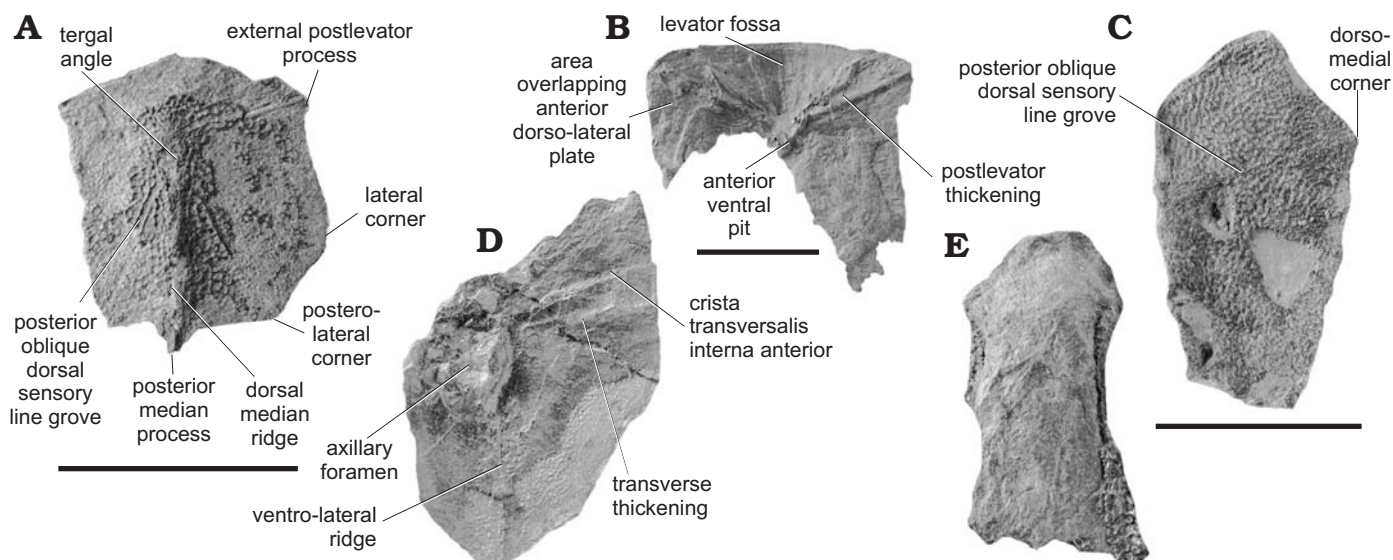 A
tergal
angle
external postlevator
process
lateral
corner
postero-
lateral
corner
dorsal
median
ridge
posterior
median
process
posterior
oblique
dorsal
sensory
line grove
B
levator fossa
area
overlapping
anterior
dorso-lateral
plate
anterior
ventral
pit
postlevator
thickening
C
dorso-
medial
corner
posterior oblique
dorsal sensory
line grove
D
crista
transversalis
interna anterior
axillary
foramen
transverse
thickening
ventro-lateral
ridge
E